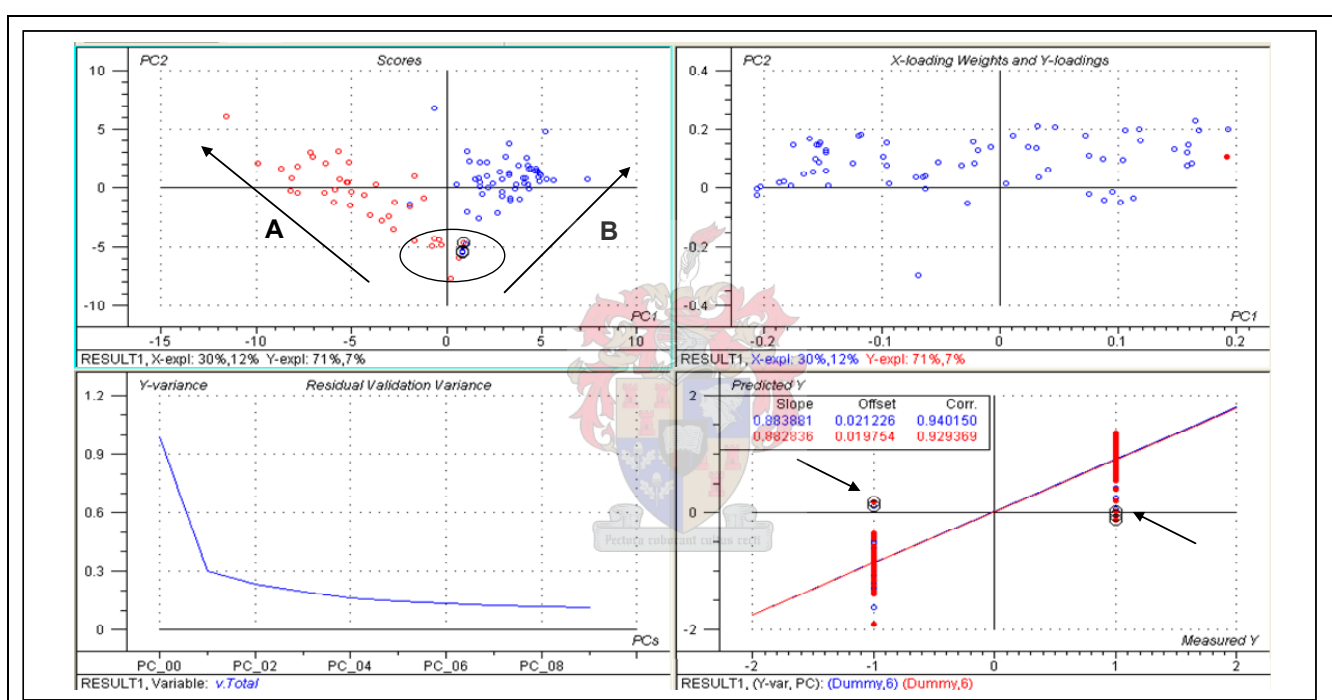 PC2 Scores
10
5
0
-5
-10
A
B
PC1
-15 -10 -5 0 5 10
RESULT1, X-expl: 30%,12% Y-expl: 71%,7%
PC2 X-loading Weights and Y-loadings
0.4
0.2
0
-0.2
-0.4
PC1
-0.2 -0.1 0 0.1 0.2
RESULT1, X-expl: 30%,12% Y-expl: 71%,7%
Y-variance Residual Validation Variance
1.2
0.9
0.6
0.3
0
PCs
PC_00 PC_02 PC_04 PC_06 PC_08
RESULT1, Variable: v.Total
Predicted Y
2
Slope Offset Corr.
0.883881 0.021226 0.940150
0.882836 0.019754 0.929369
0
-2
Measured Y
-2 -1 0 1 2
RESULT1, (Y-var, PC): (Dummy,6) (Dummy,6)
Pectora roborant cultus recti